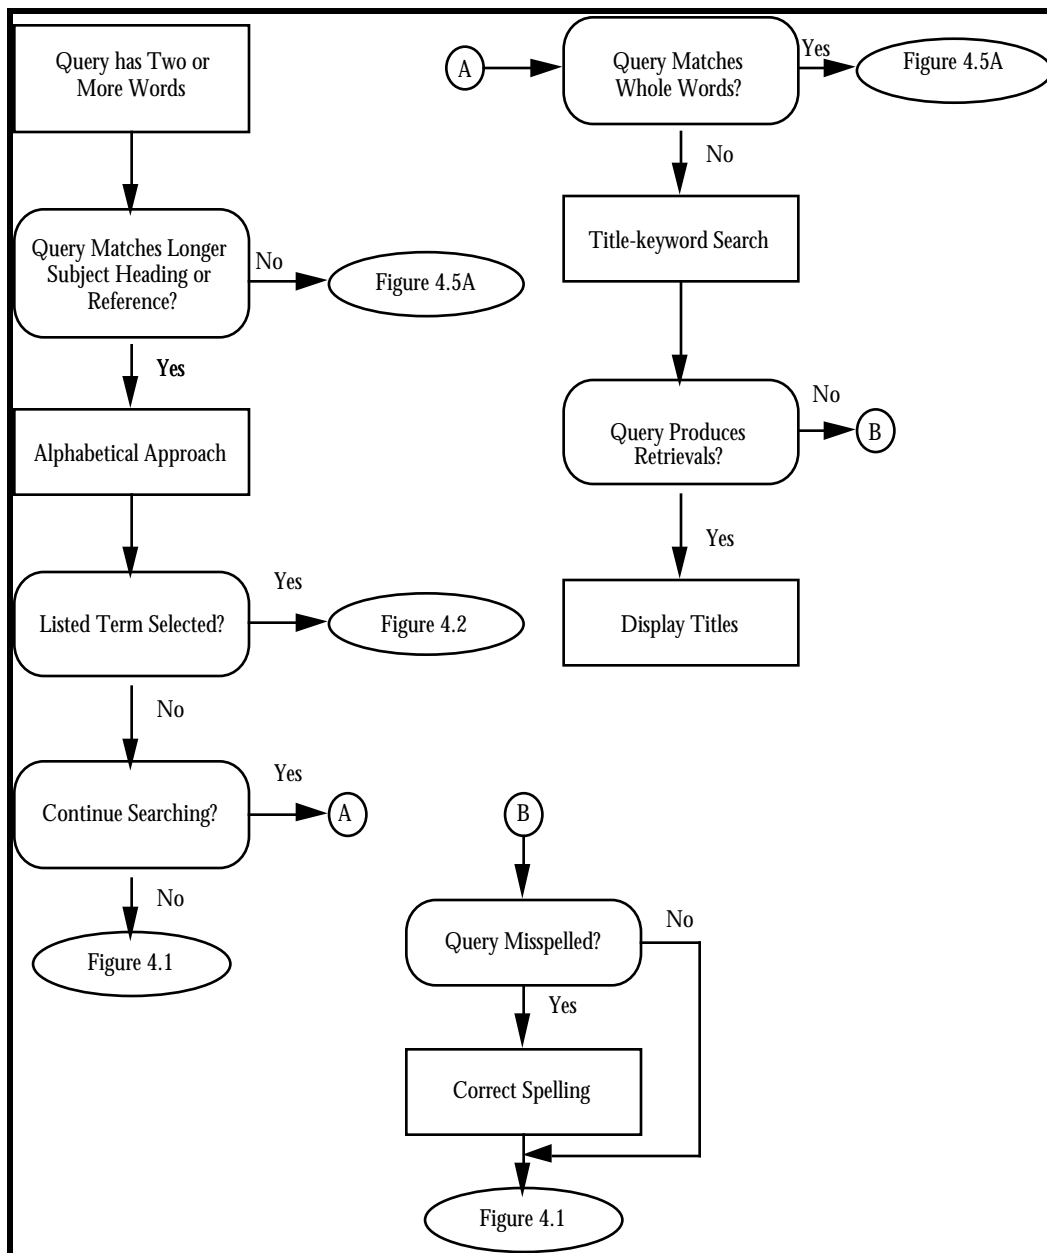 Query has Two or
More Words
Query Matches Longer
Subject Heading or
Reference?
No
Figure 4.5A
Yes
Alphabetical Approach
Listed Term Selected?
Yes
Figure 4.2
No
Continue Searching?
Yes
A
No
Figure 4.1
A
Query Matches
Whole Words?
Yes
Figure 4.5A
No
Title-keyword Search
Query Produces
Retrievals?
No
B
Yes
Display Titles
B
Query Misspelled?
No
Yes
Correct Spelling
Figure 4.1